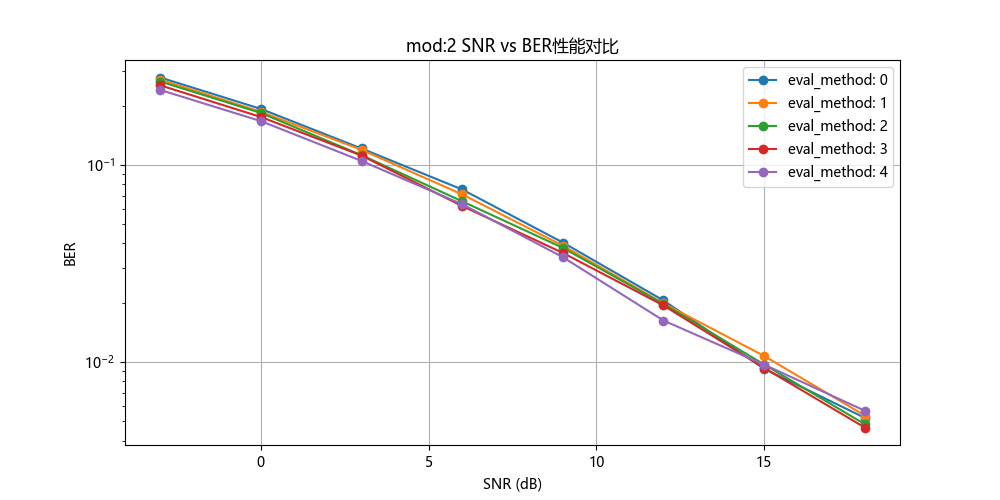 mod:2 SNR vs BER性能对比
eval_method: 0
eval_method: 1
eval_method: 2
eval_method: 3
eval_method: 4
10⁻¹
10⁻²
BER
0
5
10
15
SNR (dB)